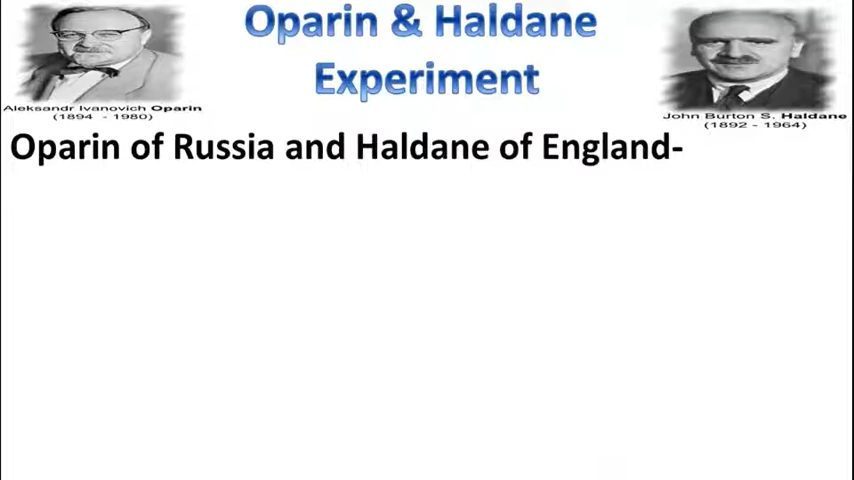 Oparin & Haldane
Experiment
Aleksandr Ivanovich Oparin
(1894 - 1980)
John Burton S. Haldane
(1892 - 1964)
Oparin of Russia and Haldane of England-